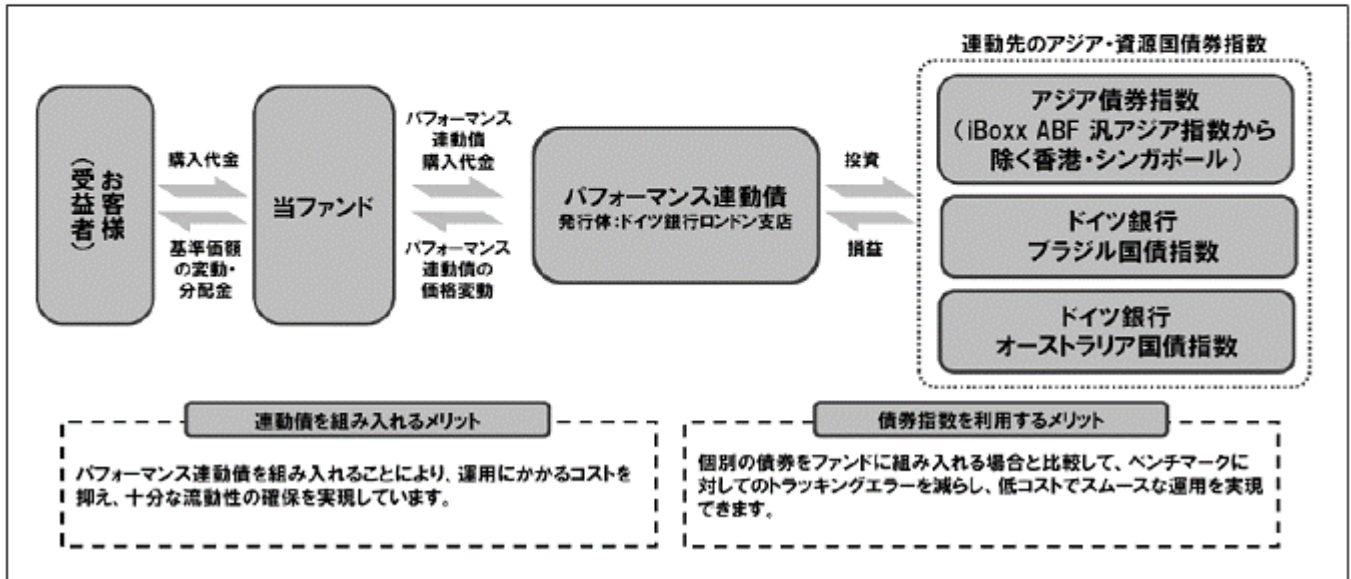 連動先のアジア・資源国債券指数
お客様
（受益者）
購入代金
基準価額
の変動・
分配金
当ファンド
パフォーマンス
連動債
購入代金
パフォーマンス
連動債の
価格変動
パフォーマンス連動債
発行体：ドイツ銀行ロンドン支店
投資
損益
アジア債券指数
（iBoxx ABF 汎アジア指数から
除く香港・シンガポール）
ドイツ銀行
ブラジル国債指数
ドイツ銀行
オーストラリア国債指数
連動債を組み入れるメリット
パフォーマンス連動債を組み入れることにより、運用にかかるコストを
抑え、十分な流動性の確保を実現しています。
債券指数を利用するメリット
個別の債券をファンドに組み入れる場合と比較して、ベンチマークに
対してのトラッキングエラーを減らし、低コストでスムースな運用を実現
できます。